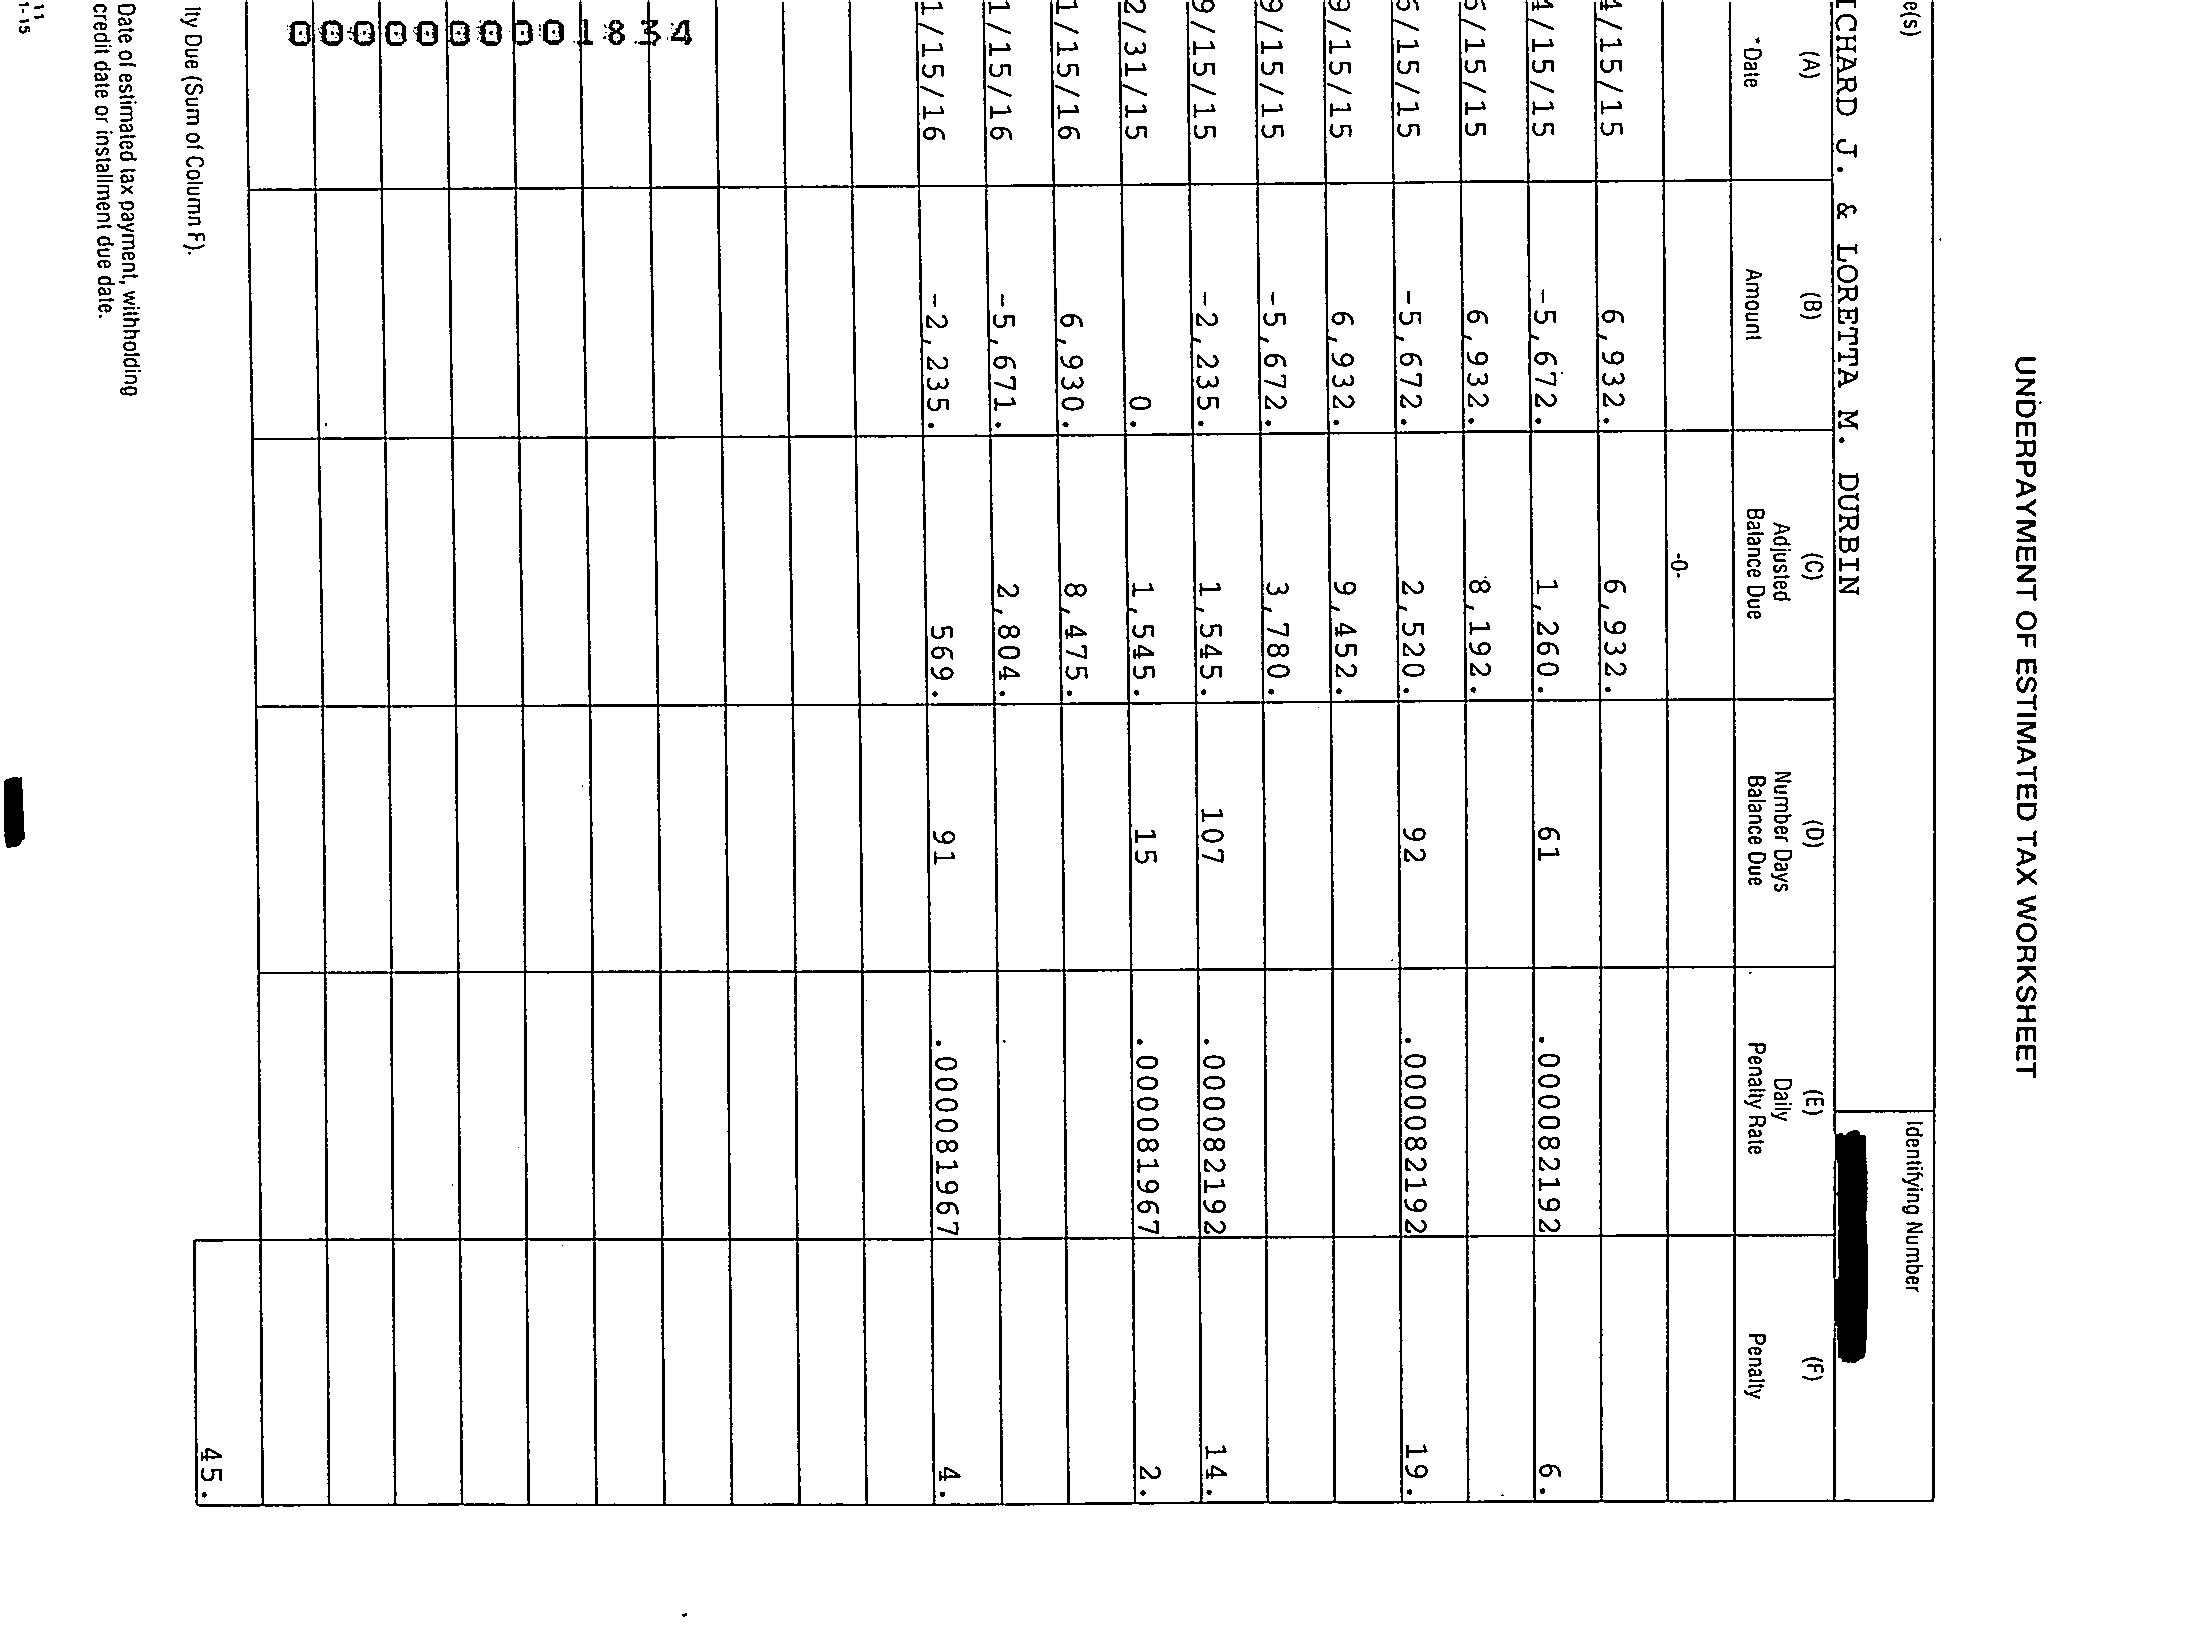 UNDERPAYMENT OF ESTIMATED TAX WORKSHEET
e(s) Identifying Number
ICHARD J. & LORETTA M. DURBIN
(A) (B) (C) (D) (E) (F)
*Date Amount Adjusted Balance Due Number Days Balance Due Daily Penalty Rate Penalty
-0-
4/15/15 6,932. 6,932.
4/15/15 -5,672. 1,260. 61 .000082192 6.
6/15/15 6,932. 8,192.
6/15/15 -5,672. 2,520. 92 .000082192 19.
9/15/15 6,932. 9,452.
9/15/15 -5,672. 3,780.
9/15/15 -2,235. 1,545. 107 .000082192 14.
2/31/15 0. 1,545. 15 .000081967 2.
1/15/16 6,930. 8,475.
1/15/16 -5,671. 2,804.
1/15/16 -2,235. 569. 91 .000081967 4.
000000001834
lty Due (Sum of Column F). 45.
Date of estimated tax payment, withholding
credit date or installment due date.
11
1-15